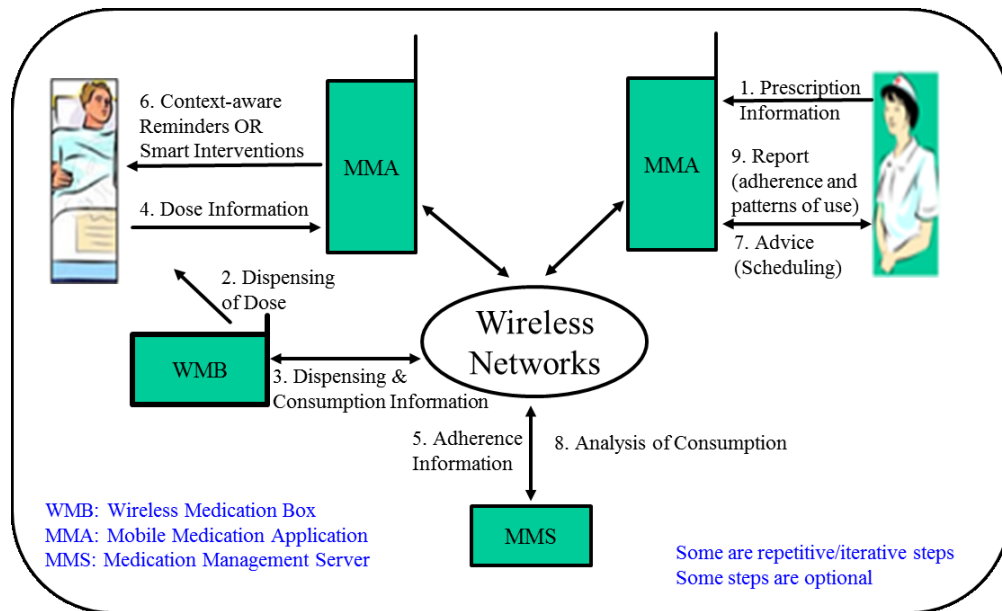 6. Context-aware
Reminders OR
Smart Interventions
MMA
4. Dose Information
MMA
1. Prescription
Information
9. Report
(adherence and
patterns of use)
7. Advice
(Scheduling)
2. Dispensing
of Dose
WMB
3. Dispensing &
Consumption Information
Wireless
Networks
5. Adherence
Information
8. Analysis of Consumption
MMS
WMB: Wireless Medication Box
MMA: Mobile Medication Application
MMS: Medication Management Server
Some are repetitive/iterative steps
Some steps are optional